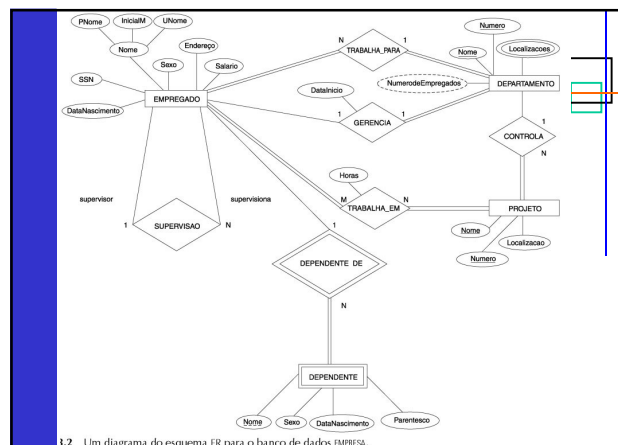 PNome InicialM UNome
Nome
Endereço
Sexo
Salario
SSN
DataNascimento
EMPREGADO
N
TRABALHA_PARA
1
Numero
Nome
Localizacoes
NumerodeEmpregados
DEPARTAMENTO
DataInicio
1
GERENCIA
1
1
CONTROLA
N
supervisor
supervisiona
1
SUPERVISAO
N
Horas
M
TRABALHA_EM
N
PROJETO
Nome
Numero
Localizacao
1
DEPENDENTE DE
N
DEPENDENTE
Nome
Sexo
DataNascimento
Parentesco
3.2 Um diagrama do esquema ER para o banco de dados EMPRESA.